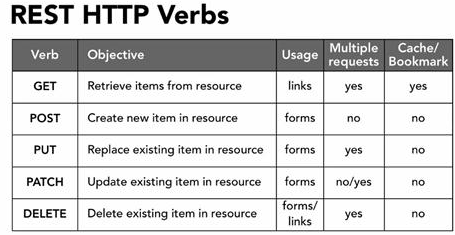 REST HTTP Verbs
Verb Objective Usage Multiple requests Cache/ Bookmark
GET Retrieve items from resource links yes yes
POST Create new item in resource forms no no
PUT Replace existing item in resource forms yes no
PATCH Update existing item in resource forms no/yes no
DELETE Delete existing item in resource forms/ links yes no